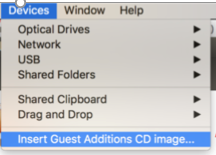 Devices Window Help
Optical Drives
Network
USB
Shared Folders
Shared Clipboard
Drag and Drop
Insert Guest Additions CD image...